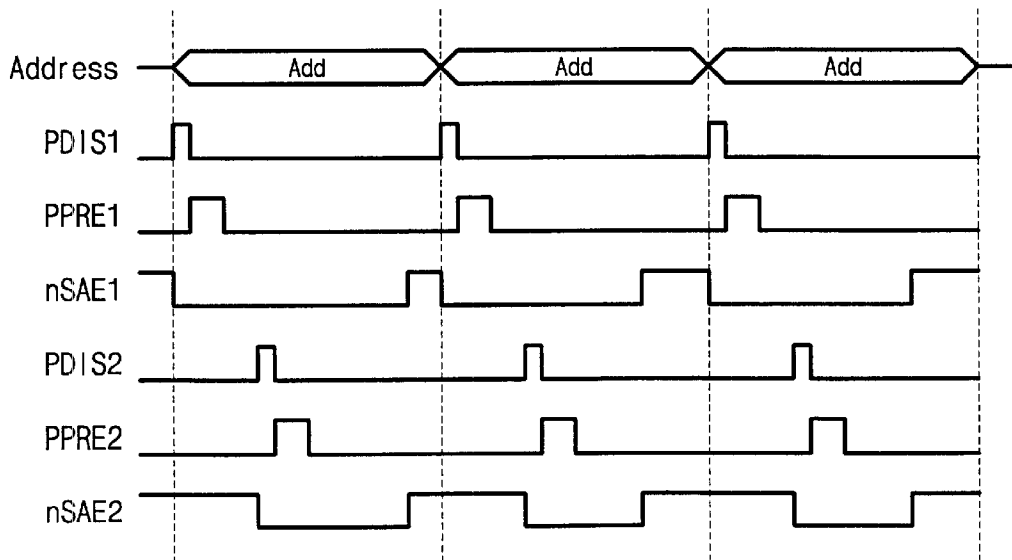 Address Add Add Add
PDIS1
PPRE1
nSAE1
PDIS2
PPRE2
nSAE2